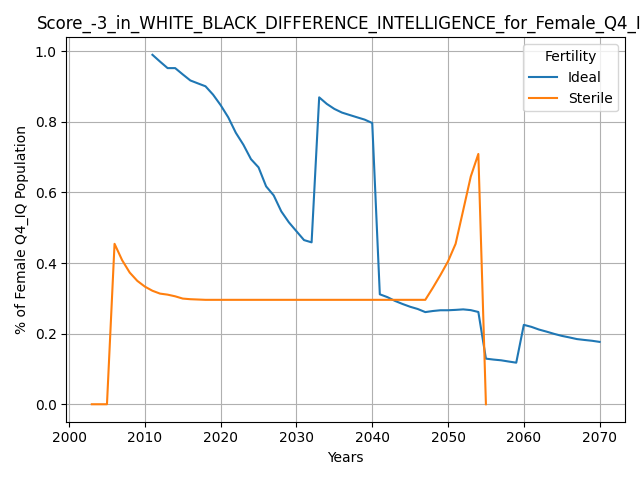 Score_-3_in_WHITE_BLACK_DIFFERENCE_INTELLIGENCE_for_Female_Q4_I
Fertility
Ideal
Sterile
% of Female Q4_IQ Population
1.0
0.8
0.6
0.4
0.2
0.0
2000 2010 2020 2030 2040 2050 2060 2070
Years